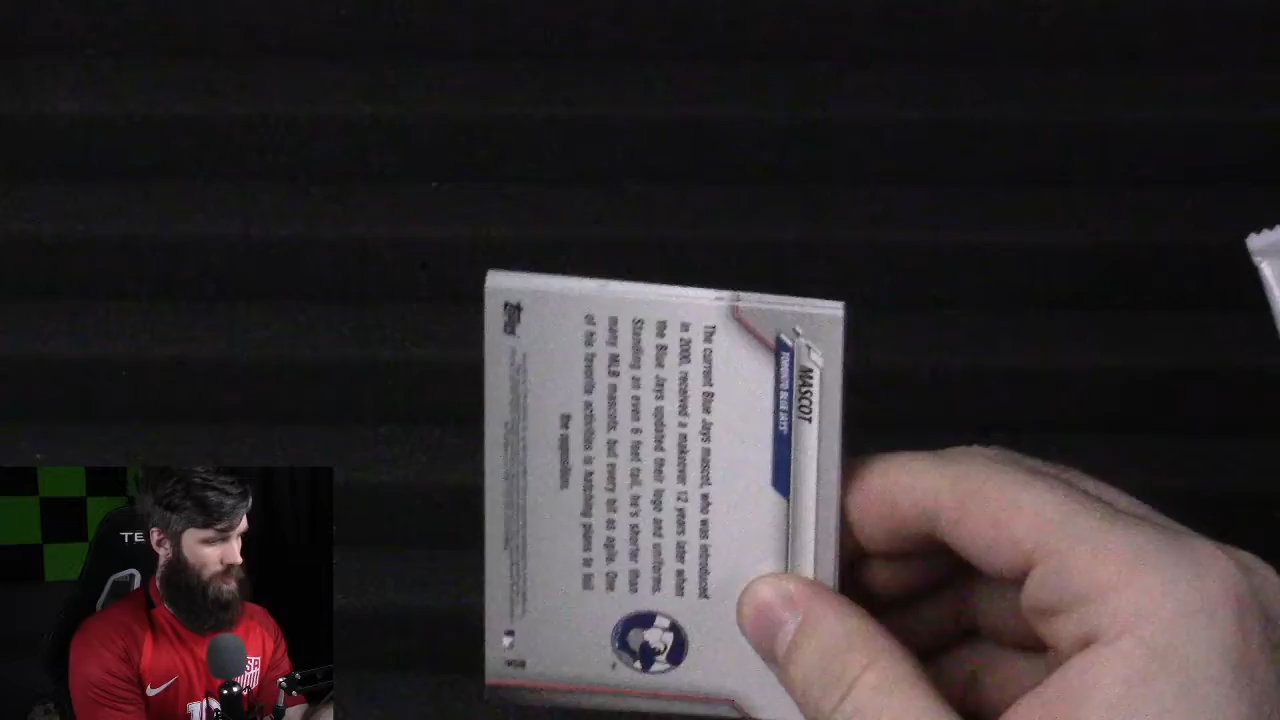 MASCOT
TORONTO BLUE JAYS
The current Blue Jays mascot, who was introduced
in 2000, received a makeover 12 years later when
the Blue Jays updated their logo and uniforms.
Standing an even 6 feet tall, he's shorter than
many MLB mascots, but every bit as agile. One
of his favorite activities is hatching plans to foil
the opposition.
Topps
TE